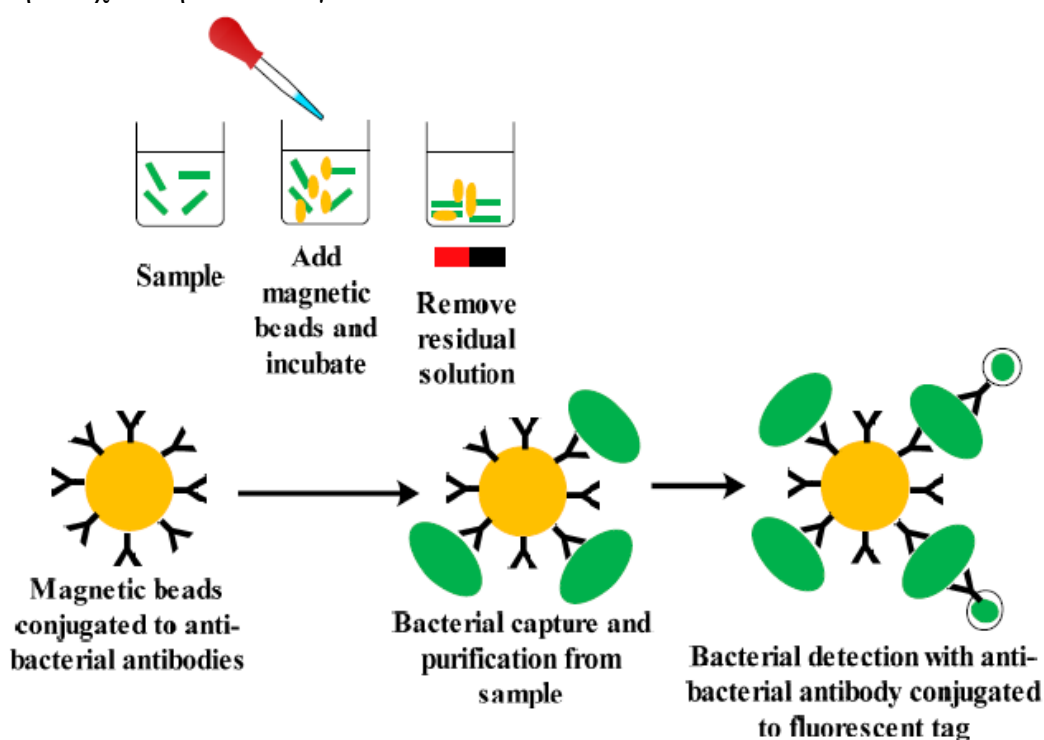 Sample
Add
magnetic
beads and
incubate
Remove
residual
solution
Magnetic beads
conjugated to anti-
bacterial antibodies
Bacterial capture and
purification from
sample
Bacterial detection with anti-
bacterial antibody conjugated
to fluorescent tag